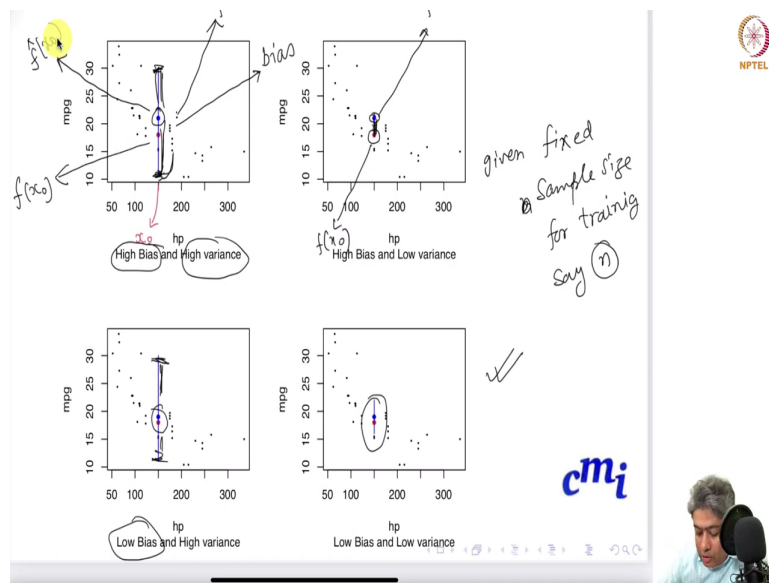 NPTEL
f̂(x₀)
bias
f(x₀)
x₀
mpg
10 15 20 25 30
50 100 200 300
hp
High Bias and High variance
mpg
10 15 20 25 30
f(x₀)
50 100 200 300
hp
High Bias and Low variance
given fixed
Sample size
for trainig
say n
mpg
10 15 20 25 30
50 100 200 300
hp
Low Bias and High variance
mpg
10 15 20 25 30
50 100 200 300
hp
Low Bias and Low variance
cmi